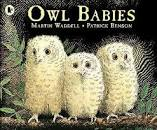 OWL BABIES
MARTIN WADDELL • PATRICK BENSON